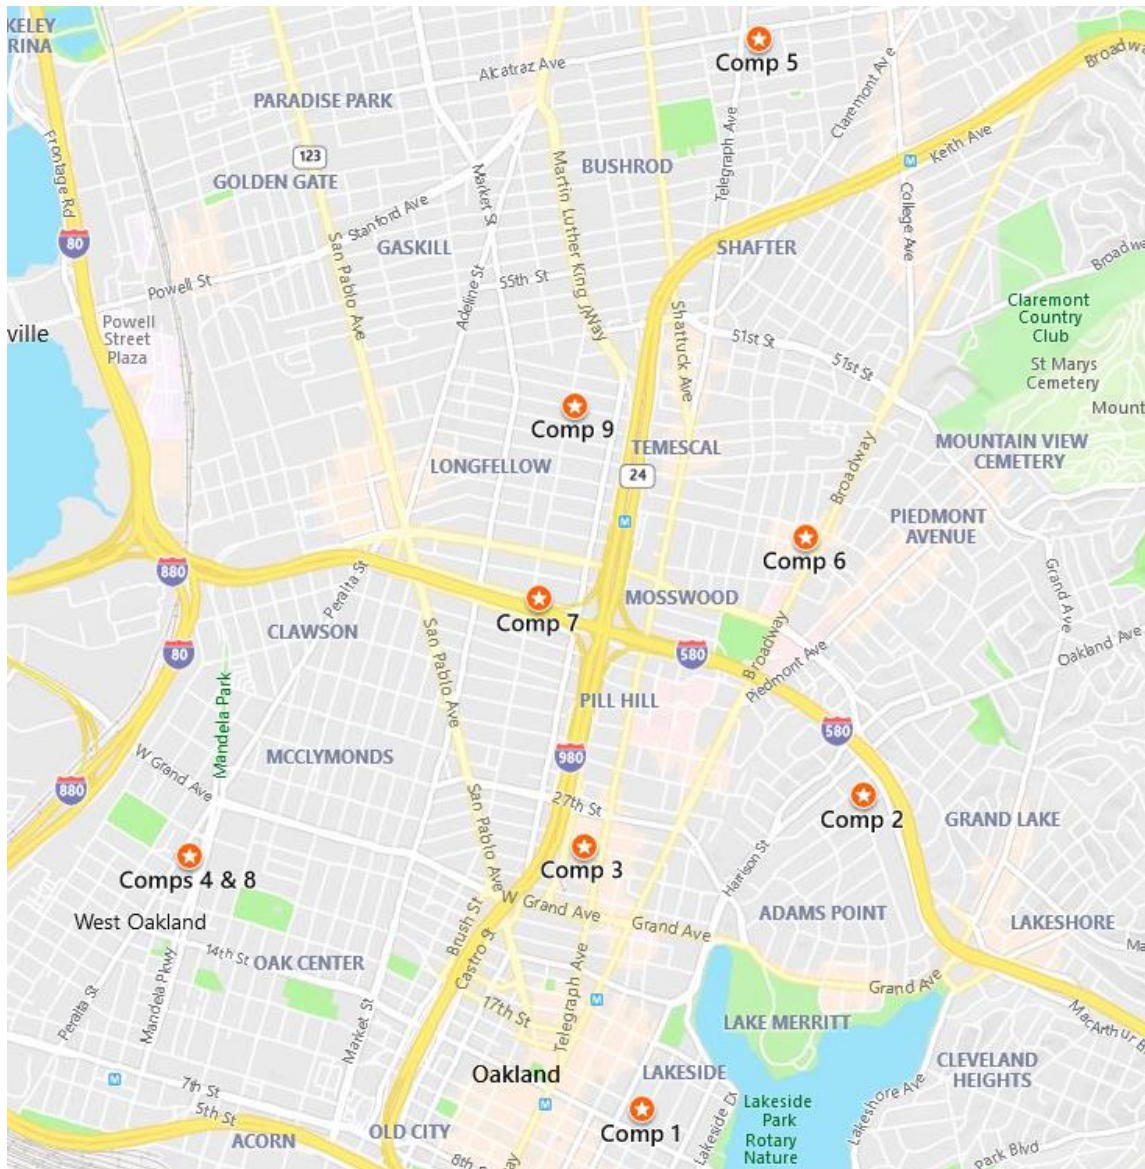 KELEY
RINA
Comp 5
Broadw
Alcatraz Ave
Claremont Ave
PARADISE PARK
Keith Ave
Frontage Rd
Telegraph Ave
123
BUSHROD
M
Martin Luther King Jr Way
Market St
GOLDEN GATE
College Ave
Stanford Ave
80
GASKILL
SHAFTER
San Pablo Ave
Broadw
Powell St
55th St
Adeline St
Claremont
Country
Club
Powell
Street
Plaza
ville
Shattuck Ave
51st St
51st St
St Marys
Cemetery
Mount
Comp 9
TEMESCAL
MOUNTAIN VIEW
CEMETERY
LONGFELLOW
Broadway
24
PIEDMONT
AVENUE
M
Comp 6
880
Peralta St
Grand Ave
MOSSWOOD
Comp 7
CLAWSON
80
San Pablo Ave
580
Broadway
Oakland Ave
Piedmont Ave
Mandela Park
PILL HILL
580
MCCLYMONDS
W Grand Ave
980
880
27th St
San Pablo Ave
Comp 2
GRAND LAKE
Harrison St
Comp 3
Comps 4 & 8
W Grand Ave
Grand Ave
ADAMS POINT
LAKESHORE
West Oakland
Brush St
Castro St
14th St
OAK CENTER
Ma
Mandela Pkwy
Peralta St
Market St
17th St
Telegraph Ave
M
Grand Ave
MacArthur B
LAKE MERRITT
CLEVELAND
HEIGHTS
Oakland
LAKESIDE
M
7th St
5th St
M
Comp 1
Lakeside Dr
Lakeside
Park
Rotary
Nature
Lakeshore Ave
ACORN
OLD CITY
8th St
way
Park Blvd